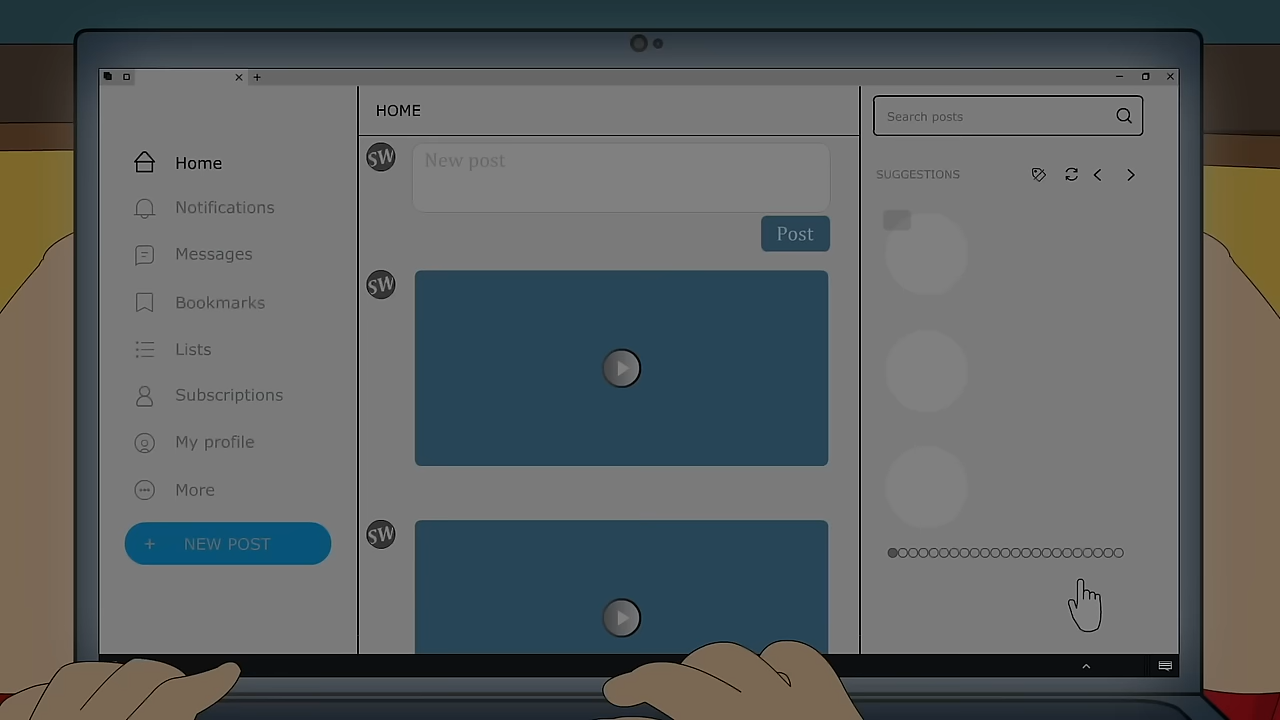 Home
Notifications
Messages
Bookmarks
Lists
Subscriptions
My profile
More
+ NEW POST
HOME
SW
New post
Post
SW
SW
Search posts
SUGGESTIONS